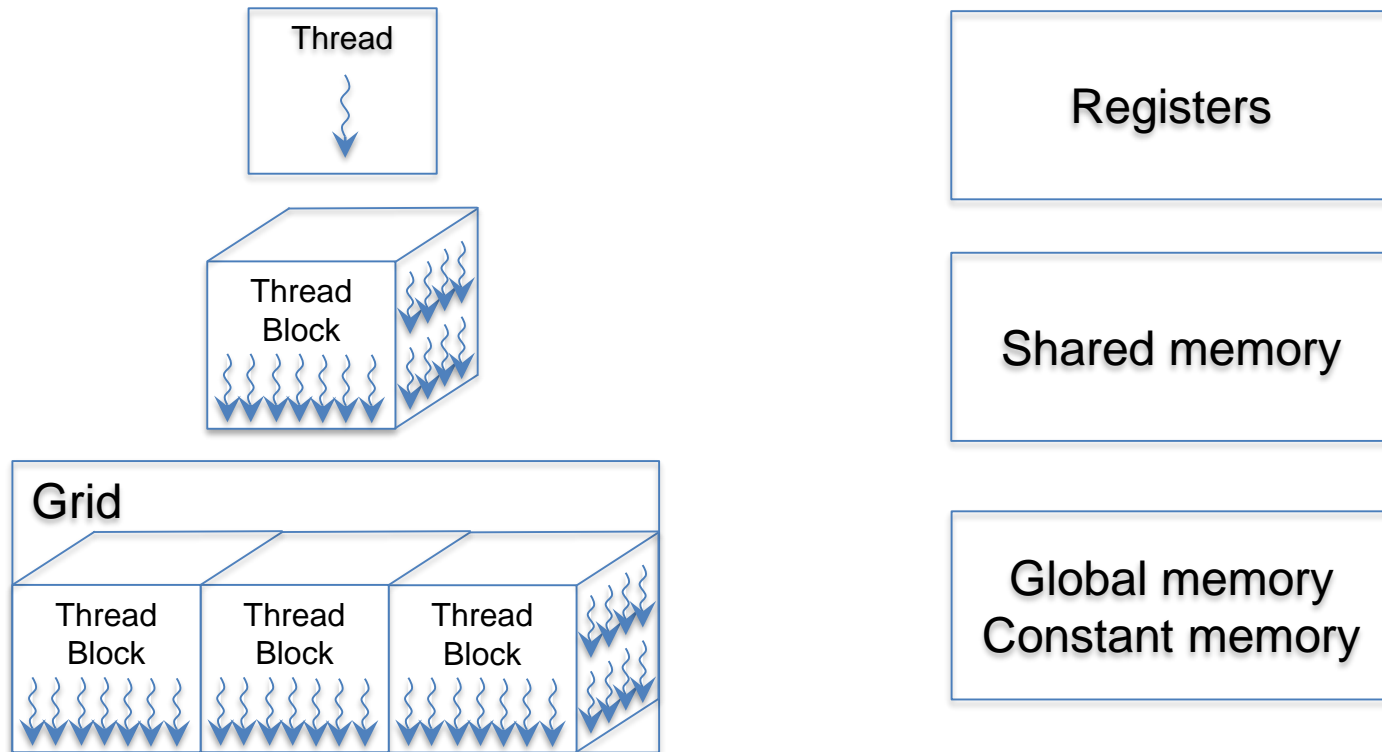 Thread
Registers
Thread
Block
Shared memory
Grid
Thread
Block
Thread
Block
Thread
Block
Global memory
Constant memory